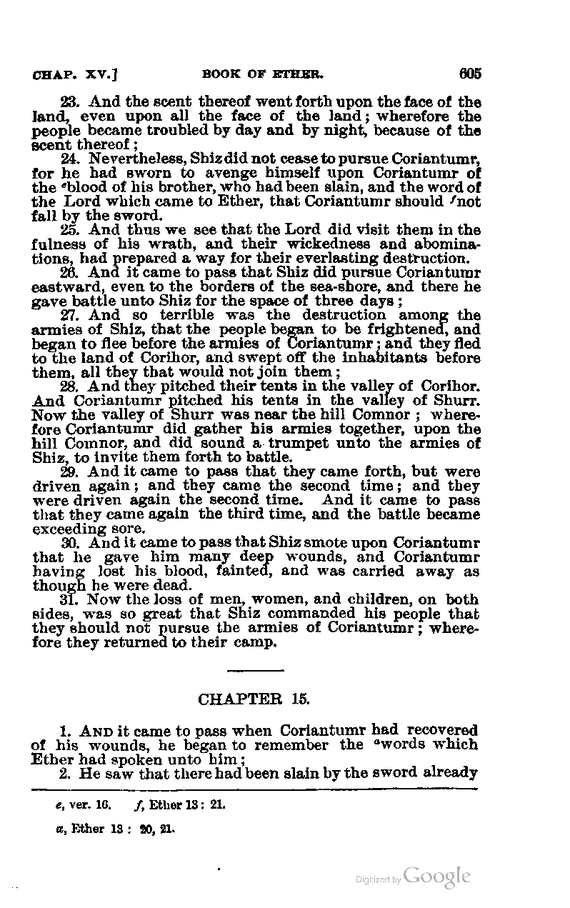 CHAP. XV.] BOOK OF ETHER. 605
23. And the scent thereof went forth upon the face of the
land, even upon all the face of the land; wherefore the
people became troubled by day and by night, because of the
scent thereof;
24. Nevertheless, Shiz did not cease to pursue Coriantumr,
for he had sworn to avenge himself upon Coriantumr of
the ᵉblood of his brother, who had been slain, and the word of
the Lord which came to Ether, that Coriantumr should ᶠnot
fall by the sword.
25. And thus we see that the Lord did visit them in the
fulness of his wrath, and their wickedness and abomina-
tions, had prepared a way for their everlasting destruction.
26. And it came to pass that Shiz did pursue Coriantumr
eastward, even to the borders of the sea-shore, and there he
gave battle unto Shiz for the space of three days;
27. And so terrible was the destruction among the
armies of Shiz, that the people began to be frightened, and
began to flee before the armies of Coriantumr; and they fled
to the land of Corihor, and swept off the inhabitants before
them, all they that would not join them;
28. And they pitched their tents in the valley of Corihor.
And Coriantumr pitched his tents in the valley of Shurr.
Now the valley of Shurr was near the hill Comnor; where-
fore Coriantumr did gather his armies together, upon the
hill Comnor, and did sound a trumpet unto the armies of
Shiz, to invite them forth to battle.
29. And it came to pass that they came forth, but were
driven again; and they came the second time; and they
were driven again the second time. And it came to pass
that they came again the third time, and the battle became
exceeding sore.
30. And it came to pass that Shiz smote upon Coriantumr
that he gave him many deep wounds, and Coriantumr
having lost his blood, fainted, and was carried away as
though he were dead.
31. Now the loss of men, women, and children, on both
sides, was so great that Shiz commanded his people that
they should not pursue the armies of Coriantumr; where-
fore they returned to their camp.
CHAPTER 15.
1. AND it came to pass when Coriantumr had recovered
of his wounds, he began to remember the ᵃwords which
Ether had spoken unto him;
2. He saw that there had been slain by the sword already
e, ver. 16. f, Ether 13: 21.
a, Ether 13: 20, 21.
Digitized by Google